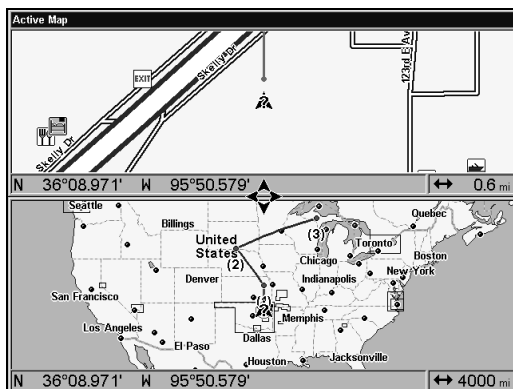 Active Map
EXIT
Skelly Dr
Skelly Dr
123rd E Av
N 36°08.971' W 95°50.579' ↔ 0.6 mi
Seattle
Quebec
Billings
United States
(2)
(3)
Toronto
Boston
Chicago
New York
Denver
Indianapolis
San Francisco
Memphis
Los Angeles
El Paso
Dallas
Houston
Jacksonville
N 36°08.971' W 95°50.579' ↔ 4000 mi